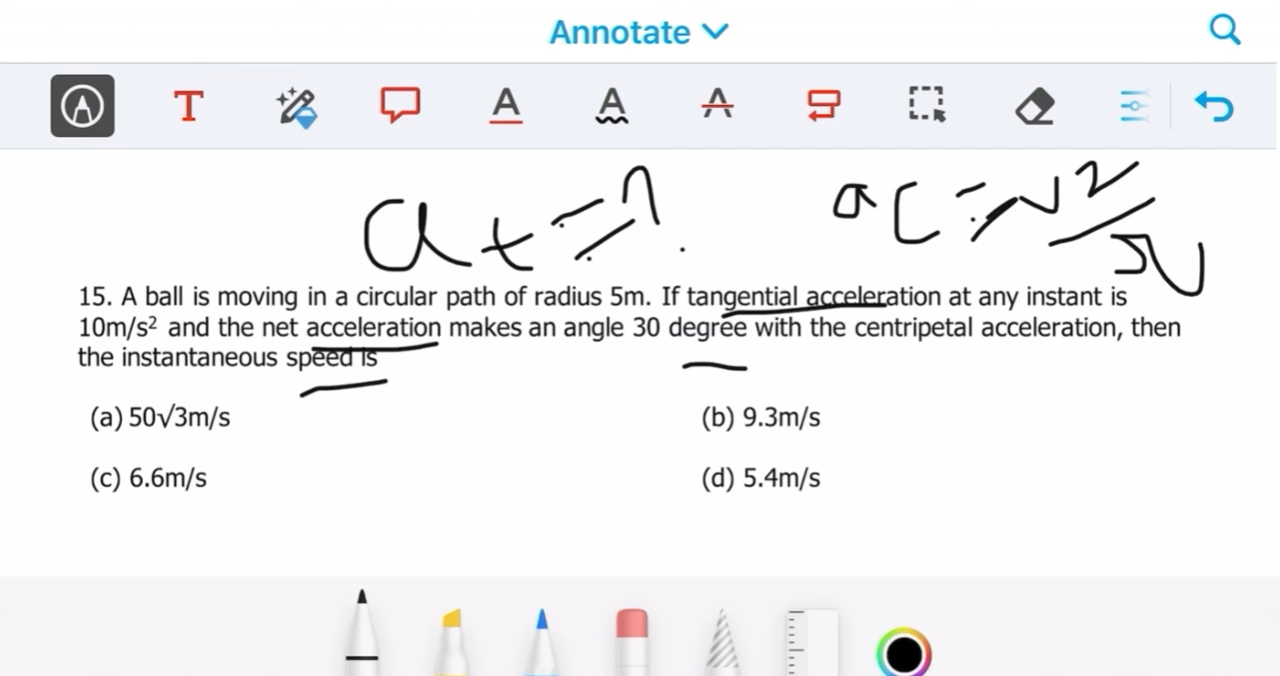 Annotate
T
A
A
A
at = ?
15. A ball is moving in a circular path of radius 5m. If tangential acceleration at any instant is
10m/s² and the net acceleration makes an angle 30 degree with the centripetal acceleration, then
the instantaneous speed is
(a) 50√3m/s
(b) 9.3m/s
(c) 6.6m/s
(d) 5.4m/s